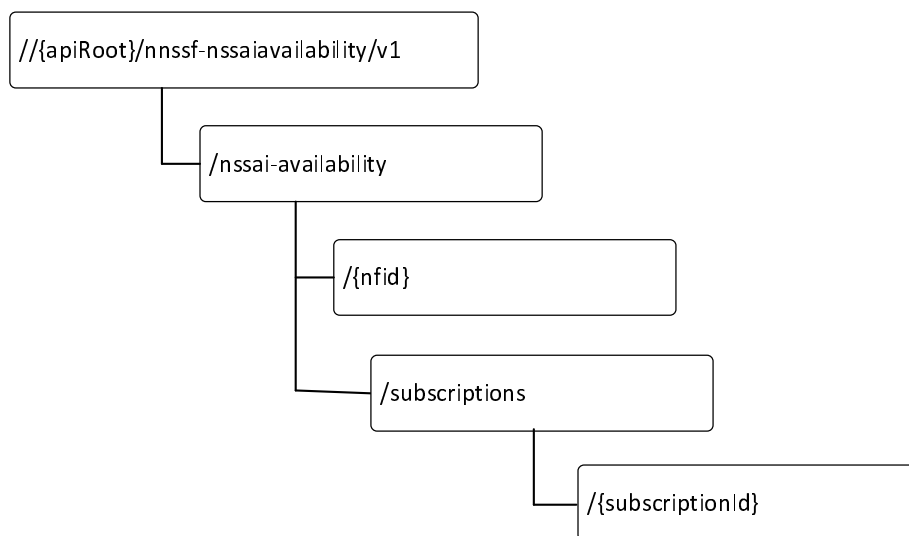 //{apiRoot}/nnssf-nssaiavailability/v1
/nssai-availability
/{nfid}
/subscriptions
/{subscriptionId}